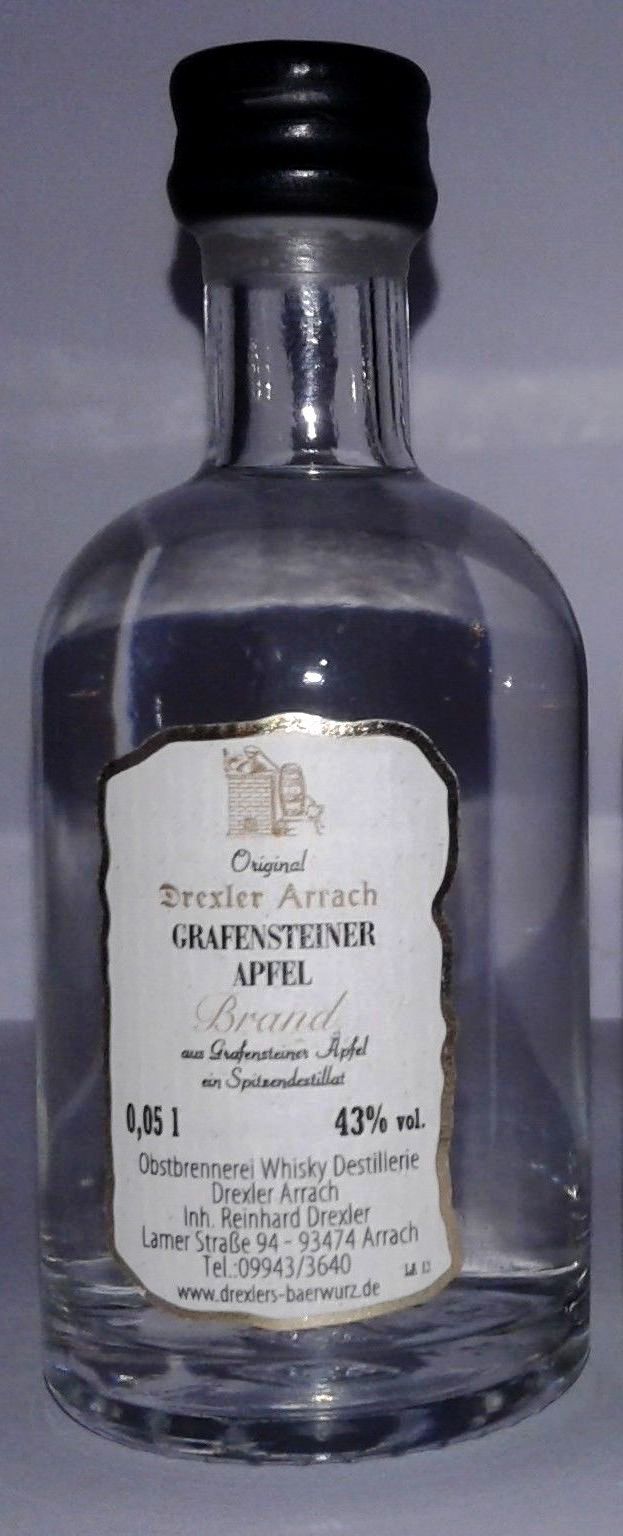 Original
Drexler Arrach
GRAFENSTEINER
APFEL
Brand
aus Grafensteiner Äpfel
ein Spitzendestillat
0,05 l 43% vol.
Obstbrennerei Whisky Destillerie
Drexler Arrach
Inh. Reinhard Drexler
Lamer Straße 94 - 93474 Arrach
Tel.:09943/3640
www.drexlers-baerwurz.de